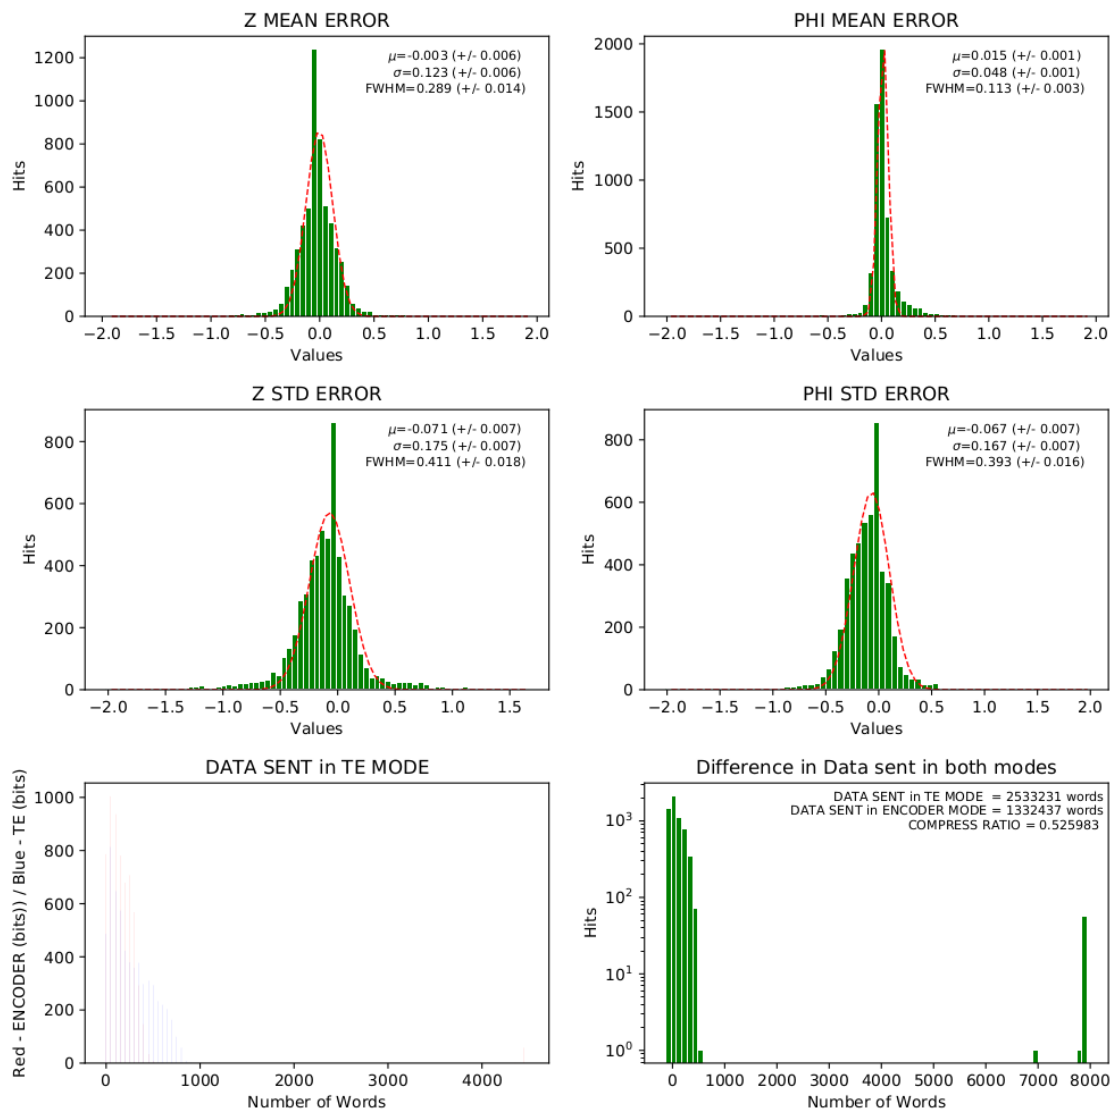 Z MEAN ERROR
μ=-0.003 (+/- 0.006)
σ=0.123 (+/- 0.006)
FWHM=0.289 (+/- 0.014)
Hits
1200
1000
800
600
400
200
0
−2.0 −1.5 −1.0 −0.5 0.0 0.5 1.0 1.5 2.0
Values
PHI MEAN ERROR
μ=0.015 (+/- 0.001)
σ=0.048 (+/- 0.001)
FWHM=0.113 (+/- 0.003)
Hits
2000
1500
1000
500
0
−2.0 −1.5 −1.0 −0.5 0.0 0.5 1.0 1.5 2.0
Values
Z STD ERROR
μ=-0.071 (+/- 0.007)
σ=0.175 (+/- 0.007)
FWHM=0.411 (+/- 0.018)
Hits
800
600
400
200
0
−2.0 −1.5 −1.0 −0.5 0.0 0.5 1.0 1.5
Values
PHI STD ERROR
μ=-0.067 (+/- 0.007)
σ=0.167 (+/- 0.007)
FWHM=0.393 (+/- 0.016)
Hits
800
600
400
200
0
−2.0 −1.5 −1.0 −0.5 0.0 0.5 1.0 1.5 2.0
Values
DATA SENT in TE MODE
Red - ENCODER (bits)) / Blue - TE (bits)
1000
800
600
400
200
0
0 1000 2000 3000 4000
Number of Words
Difference in Data sent in both modes
DATA SENT in TE MODE = 2533231 words
DATA SENT in ENCODER MODE = 1332437 words
COMPRESS RATIO = 0.525983
Hits
10³
10²
10¹
10⁰
0 1000 2000 3000 4000 5000 6000 7000 8000
Number of Words